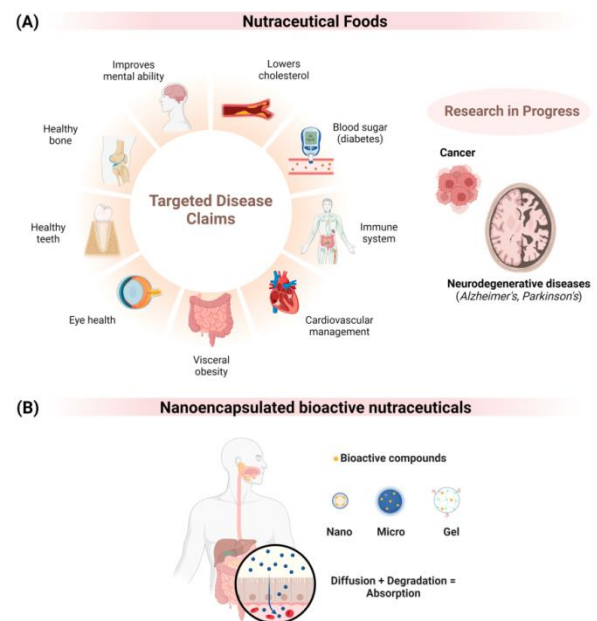 (A)
Nutraceutical Foods
Improves
mental ability
Lowers
cholesterol
Healthy
bone
Blood sugar
(diabetes)
Research in Progress
Cancer
Targeted Disease
Claims
Healthy
teeth
Immune
system
Neurodegenerative diseases
(Alzheimer's, Parkinson's)
Eye health
Cardiovascular
management
Visceral
obesity
(B)
Nanoencapsulated bioactive nutraceuticals
Bioactive compounds
Nano
Micro
Gel
Diffusion + Degradation =
Absorption